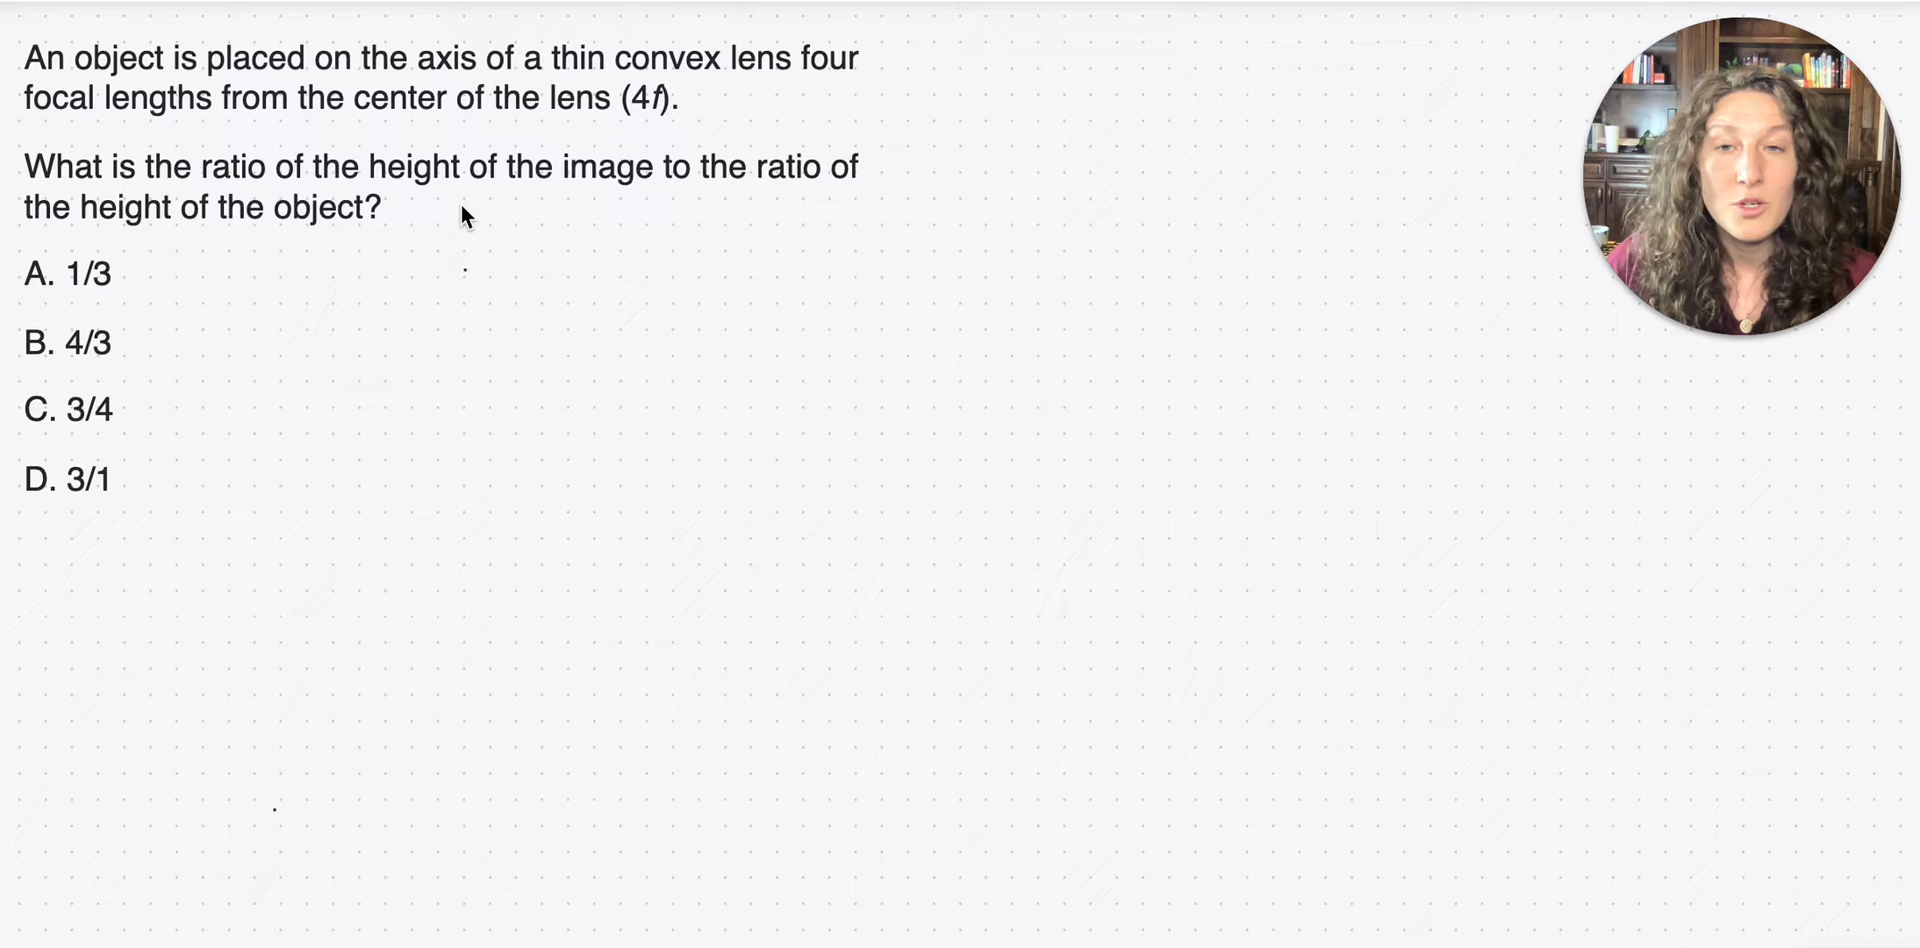 An object is placed on the axis of a thin convex lens four
focal lengths from the center of the lens (4f).
What is the ratio of the height of the image to the ratio of
the height of the object?
A. 1/3
B. 4/3
C. 3/4
D. 3/1